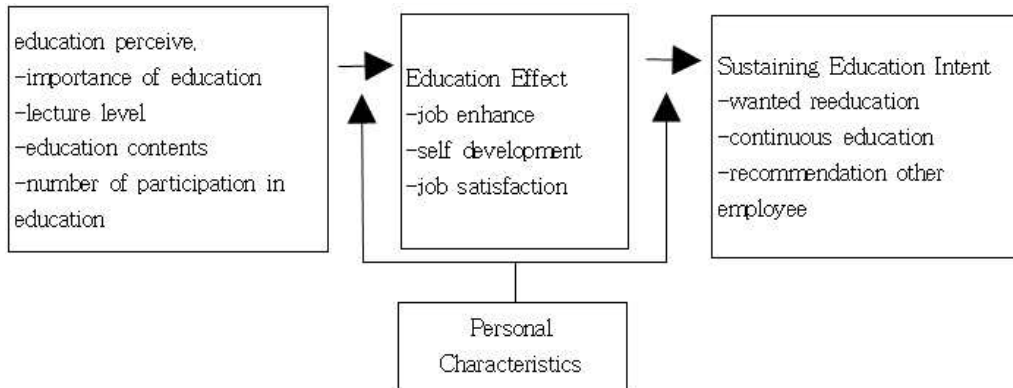 education perceive,
-importance of education
-lecture level
-education contents
-number of participation in
education
Education Effect
-job enhance
-self development
-job satisfaction
Sustaining Education Intent
-wanted reeducation
-continuous education
-recommendation other
employee
Personal
Characteristics